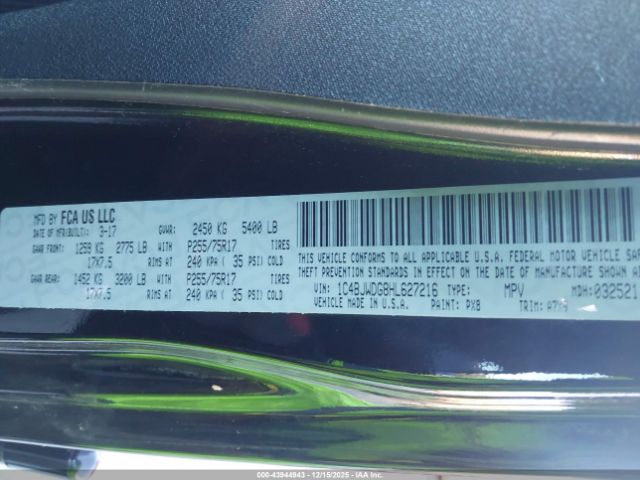 MFD BY FCA US LLC
DATE OF MFR(BUILT): 3-17 GVWR: 2450 KG 5400 LB
GAWR FRONT: 1259 KG 2775 LB WITH P255/75R17 TIRES
17X7.5 RIMS AT 240 KPA ( 35 PSI) COLD
GAWR REAR: 1452 KG 3200 LB WITH P255/75R17 TIRES
17X7.5 RIMS AT 240 KPA ( 35 PSI) COLD
THIS VEHICLE CONFORMS TO ALL APPLICABLE U.S.A. FEDERAL MOTOR VEHICLE
THEFT PREVENTION STANDARDS IN EFFECT ON THE DATE OF MANUFACTURE SHOWN
VIN: 1C4BJWDG8HL627216 TYPE: MPV MDH:032521
VEHICLE MADE IN U.S.A. PAINT: PX8 TRIM:
000-43944943 12/15/2025 IAA Inc.